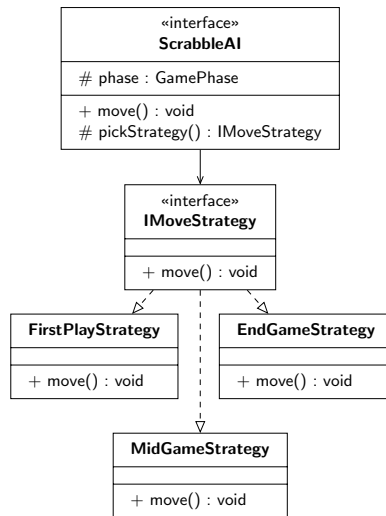 «interface»
ScrabbleAI
# phase : GamePhase
+ move() : void
# pickStrategy() : IMoveStrategy
«interface»
IMoveStrategy
+ move() : void
FirstPlayStrategy
+ move() : void
EndGameStrategy
+ move() : void
MidGameStrategy
+ move() : void